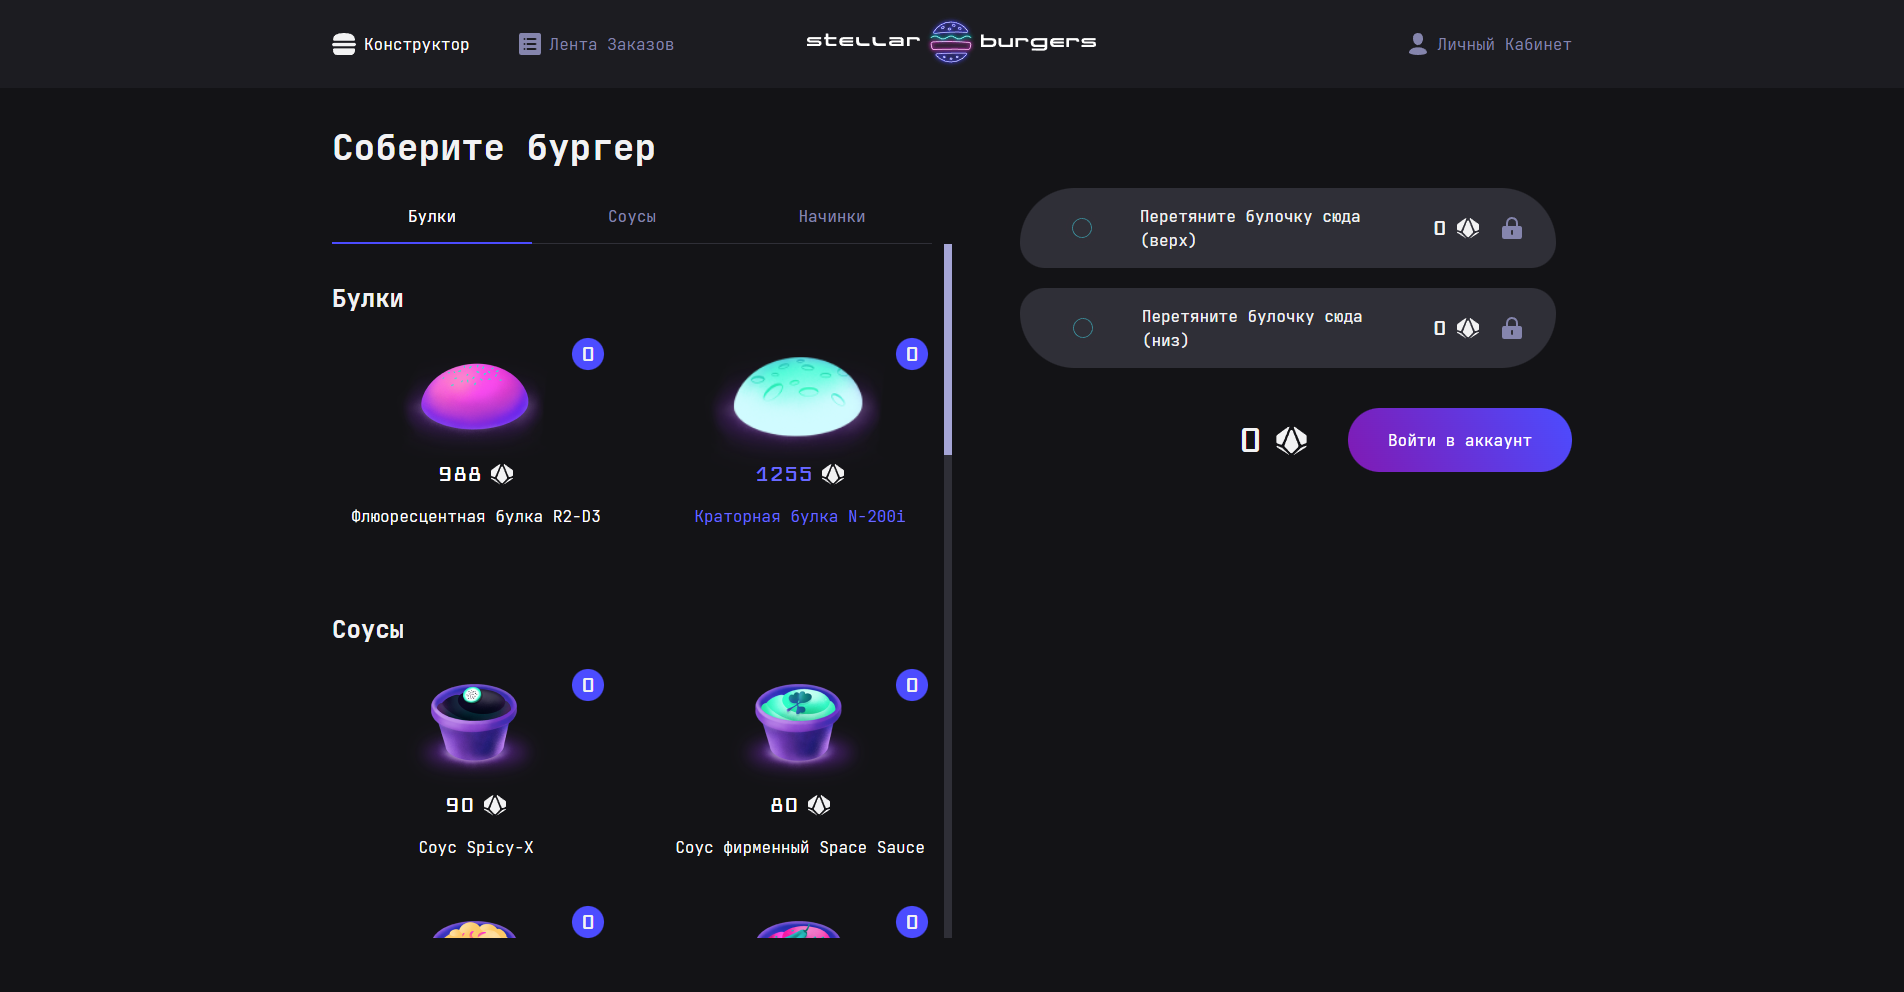 Конструктор
Лента Заказов
stellar burgers
Личный Кабинет
Соберите бургер
Булки
Соусы
Начинки
Булки
0
0
988
1255
Флюоресцентная булка R2-D3
Краторная булка N-200i
Соусы
0
0
90
80
Соус Spicy-X
Соус фирменный Space Sauce
0
0
Перетяните булочку сюда
(верх)
0
Перетяните булочку сюда
(низ)
0
0
Войти в аккаунт